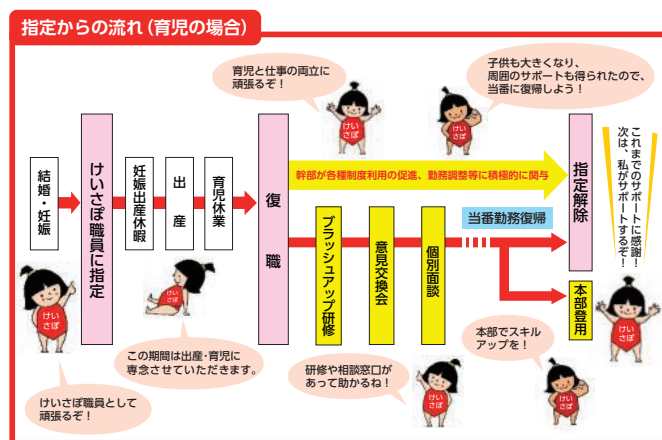 指定からの流れ（育児の場合）
育児と仕事の両立に
頑張るぞ！
けい
さぽ
子供も大きくなり、
周囲のサポートも得られたので、
当番に復帰しよう！
けい
さぽ
結婚・妊娠
けいさぽ職員に指定
妊娠出産休暇
出産
育児休業
復職
幹部が各種制度利用の促進、勤務調整等に積極的に関与
ブラッシュアップ研修
意見交換会
個別面談
当番勤務復帰
指定解除
本部登用
これまでのサポートに感謝！
次は、私がサポートするぞ！
けい
さぽ
けい
さぽ
けい
さぽ
この期間は出産・育児に
専念させていただきます。
けいさぽ職員として
頑張るぞ！
研修や相談窓口が
あって助かるね！
けい
さぽ
本部でスキル
アップを！
けい
さぽ